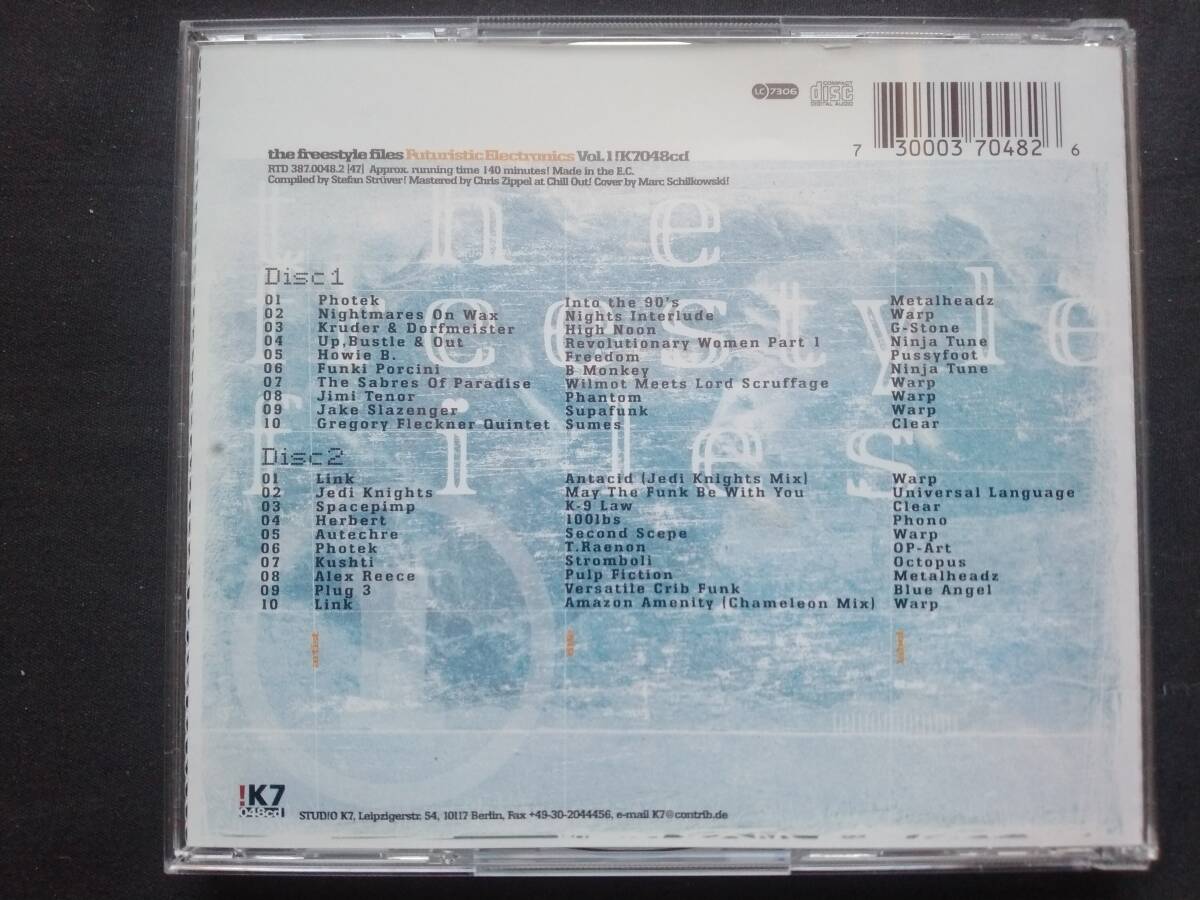 LC 7306
COMPACT disc DIGITAL AUDIO
7 30003 70482 6
the freestyle files Futuristic Electronics Vol. 1 !K7048cd
RTD 387.0048.2 [47] Approx. running time 140 minutes! Made in the E.C.
Compiled by Stefan Strüver! Mastered by Chris Zippel at Chill Out! Cover by Marc Schilkowski!
the
freestyle
files
Disc 1
01 Photek Into the 90's Metalheadz
02 Nightmares On Wax Nights Interlude Warp
03 Kruder & Dorfmeister High Noon G-Stone
04 Up, Bustle & Out Revolutionary Women Part 1 Ninja Tune
05 Howie B. Freedom Pussyfoot
06 Funki Porcini B Monkey Ninja Tune
07 The Sabres Of Paradise Wilmot Meets Lord Scruffage Warp
08 Jimi Tenor Phantom Warp
09 Jake Slazenger Supafunk Warp
10 Gregory Fleckner Quintet Sumes Clear
Disc 2
01 Link Antacid (Jedi Knights Mix) Warp
02 Jedi Knights May The Funk Be With You Universal Language
03 Spacepimp K-9 Law Clear
04 Herbert 100lbs Phono
05 Autechre Second Scepe Warp
06 Photek T.Raenon OP-Art
07 Kushti Stromboli Octopus
08 Alex Reece Pulp Fiction Metalheadz
09 Plug 3 Versatile Crib Funk Blue Angel
10 Link Amazon Amenity (Chameleon Mix) Warp
artist title label
1
!K7
048cd
STUD!O K7, Leipzigerstr. 54, 10117 Berlin, Fax +49-30-2044456, e-mail K7@contrib.de